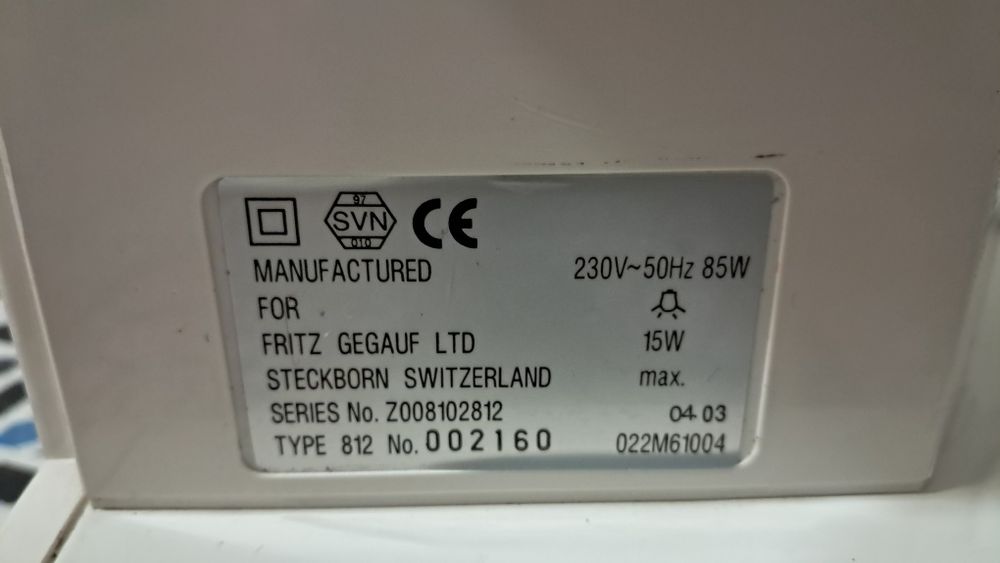 97
SVN
010
CE
MANUFACTURED 230V~50Hz 85W
FOR
FRITZ GEGAUF LTD 15W
STECKBORN SWITZERLAND max.
SERIES No. Z008102812 04 03
TYPE 812 No. 002160 022M61004